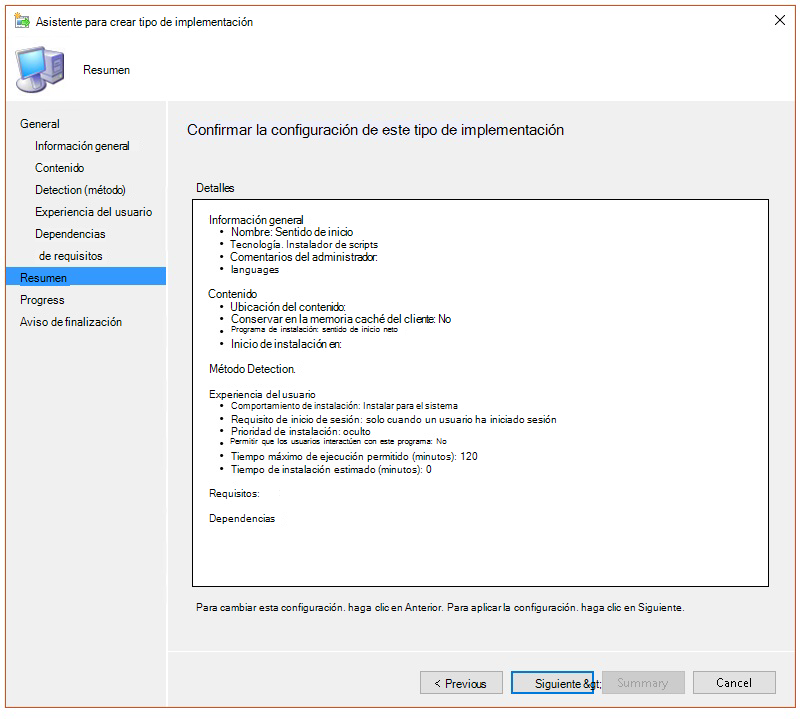 Asistente para crear tipo de implementación
Resumen
General
Información general
Contenido
Detection (método)
Experiencia del usuario
Dependencias
de requisitos
Resumen
Progress
Aviso de finalización
Confirmar la configuración de este tipo de implementación
Detalles
Información general
• Nombre: Sentido de inicio
• Tecnología. Instalador de scripts
• Comentarios del administrador:
• languages
Contenido
• Ubicación del contenido:
• Conservar en la memoria caché del cliente: No
• Programa de instalación: sentido de inicio neto
• Inicio de instalación en:
Método Detection.
Experiencia del usuario
• Comportamiento de instalación: Instalar para el sistema
• Requisito de inicio de sesión: solo cuando un usuario ha iniciado sesión
• Prioridad de instalación: oculto
• Permitir que los usuarios interactúen con este programa: No
• Tiempo máximo de ejecución permitido (minutos): 120
• Tiempo de instalación estimado (minutos): 0
Requisitos:
Dependencias
Para cambiar esta configuración. haga clic en Anterior. Para aplicar la configuración. haga clic en Siguiente.
< Previous
Siguiente &gt;
Summary
Cancel